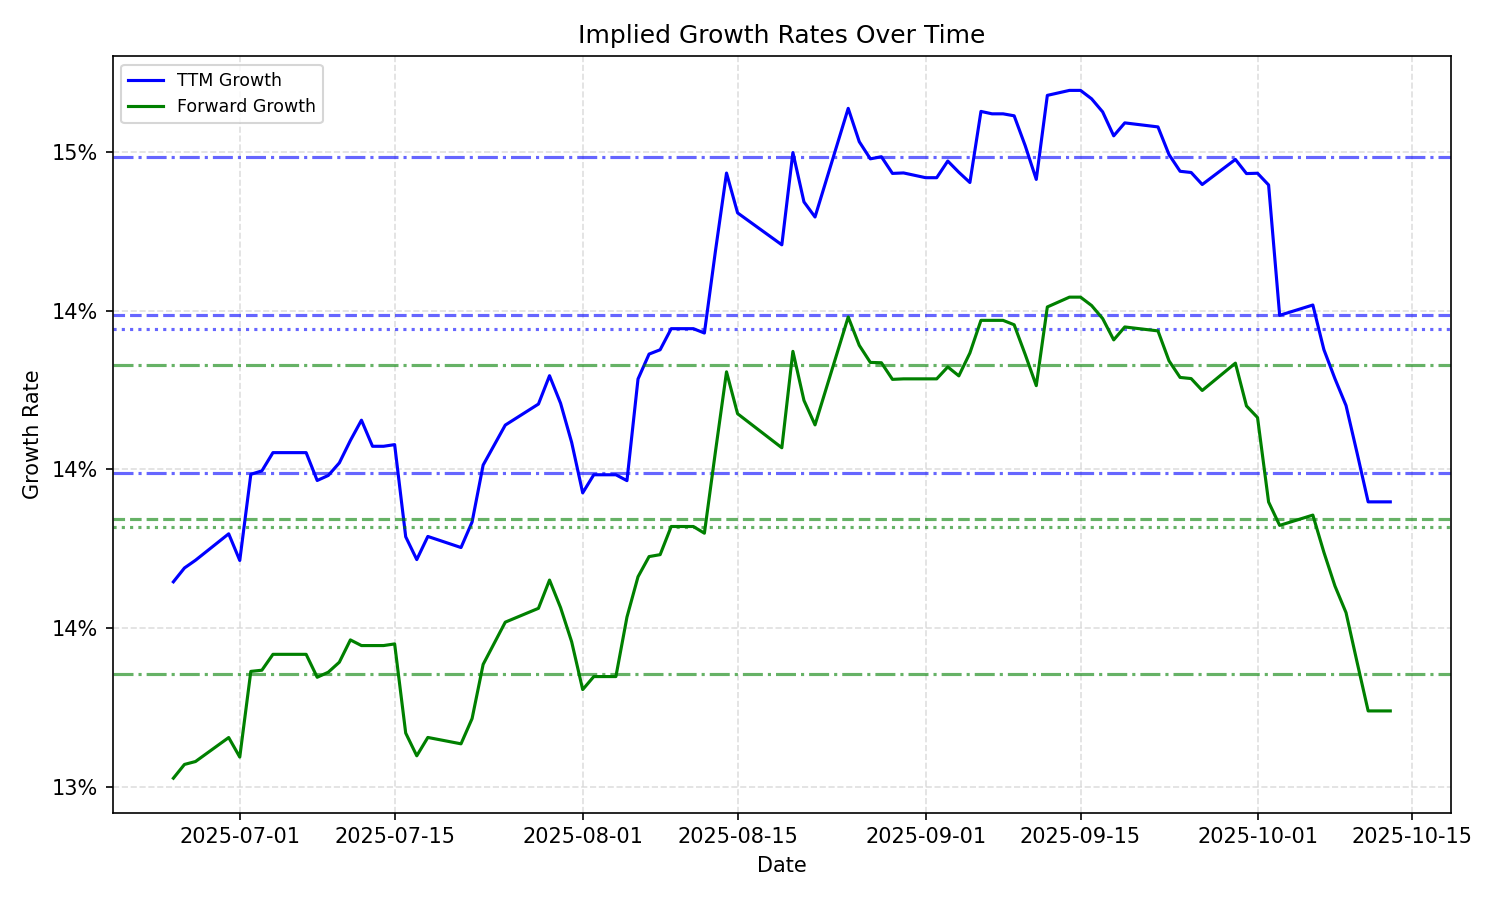 Implied Growth Rates Over Time
TTM Growth
Forward Growth
15%
14%
14%
14%
13%
Growth Rate
2025-07-01
2025-07-15
2025-08-01
2025-08-15
2025-09-01
2025-09-15
2025-10-01
2025-10-15
Date